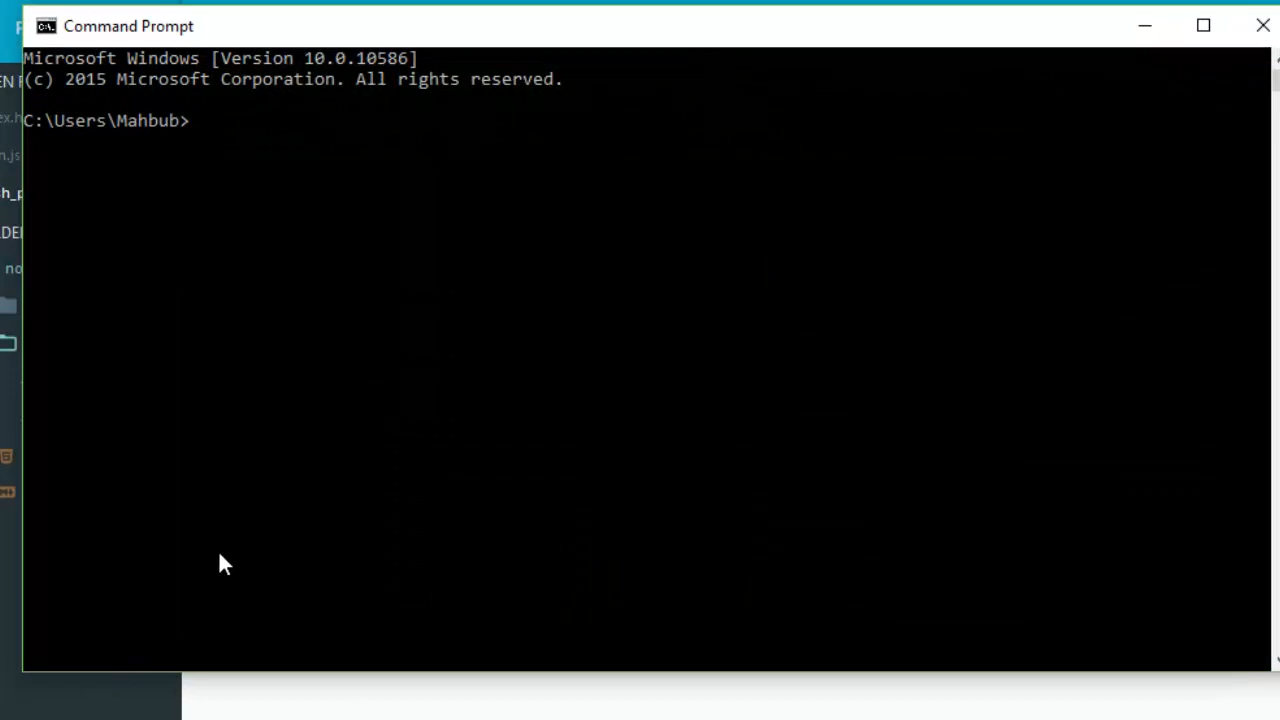 Command Prompt
Microsoft Windows [Version 10.0.10586]
(c) 2015 Microsoft Corporation. All rights reserved.
C:\Users\Mahbub>